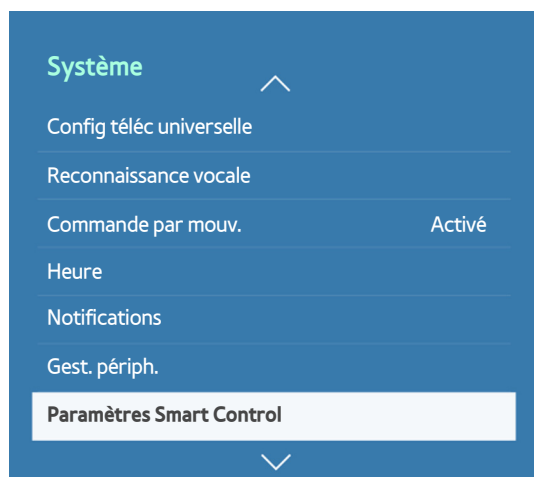 Système
Config téléc universelle
Reconnaissance vocale
Commande par mouv. Activé
Heure
Notifications
Gest. périph.
Paramètres Smart Control